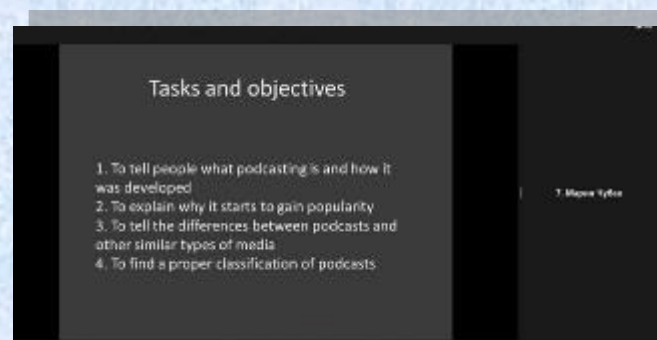 Tasks and objectives
1. To tell people what podcasting is and how it
was developed
2. To explain why it starts to gain popularity
3. To tell the differences between podcasts and
other similar types of media
4. To find a proper classification of podcasts
7. Мария